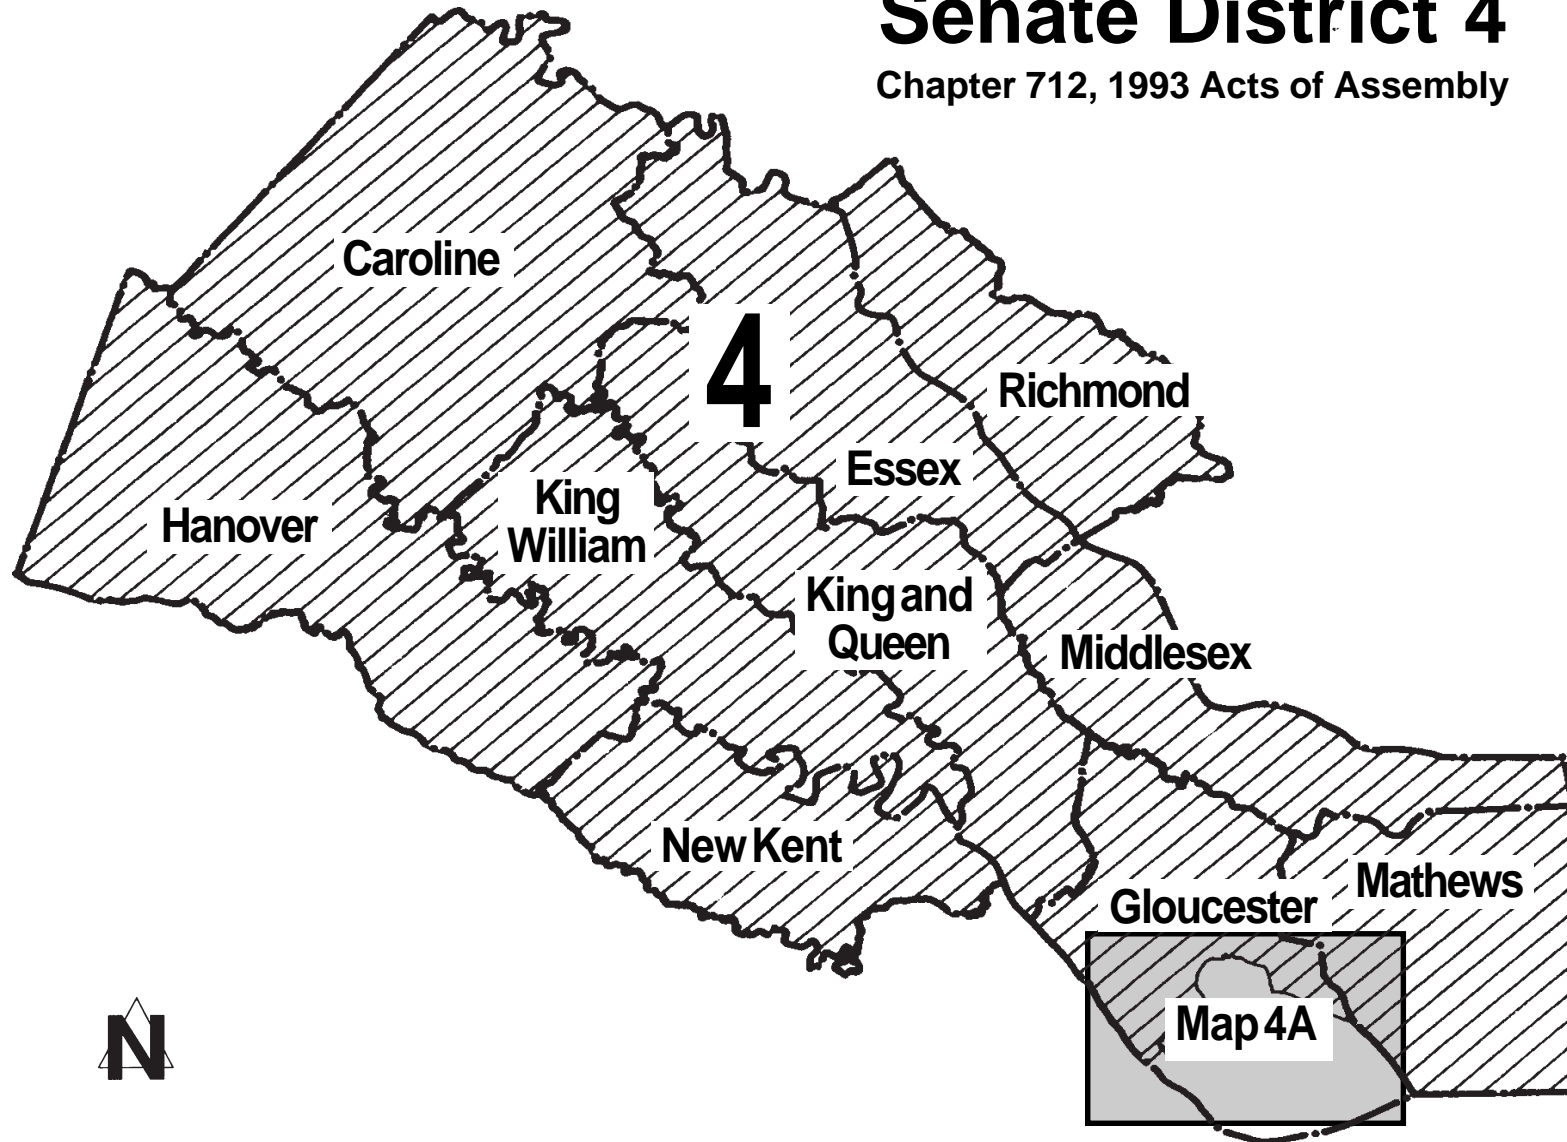 Senate District 4
Chapter 712, 1993 Acts of Assembly
Caroline
4
Richmond
Essex
King
William
Hanover
King and
Queen
Middlesex
New Kent
Mathews
Gloucester
Map 4A
N